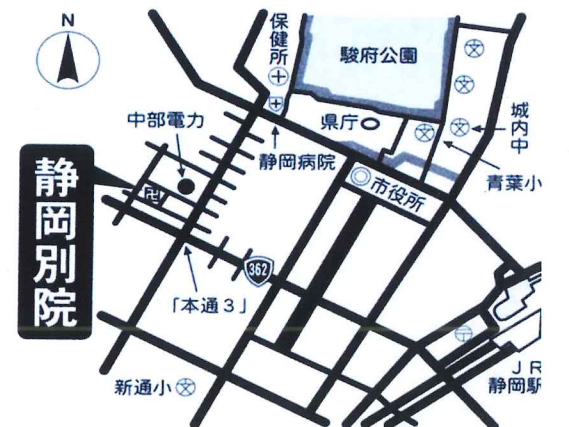 N
保健所
駿府公園
中部電力
県庁
城内中
静岡病院
青葉小
市役所
静岡別院
362
「本通3」
新通小
JR
静岡駅